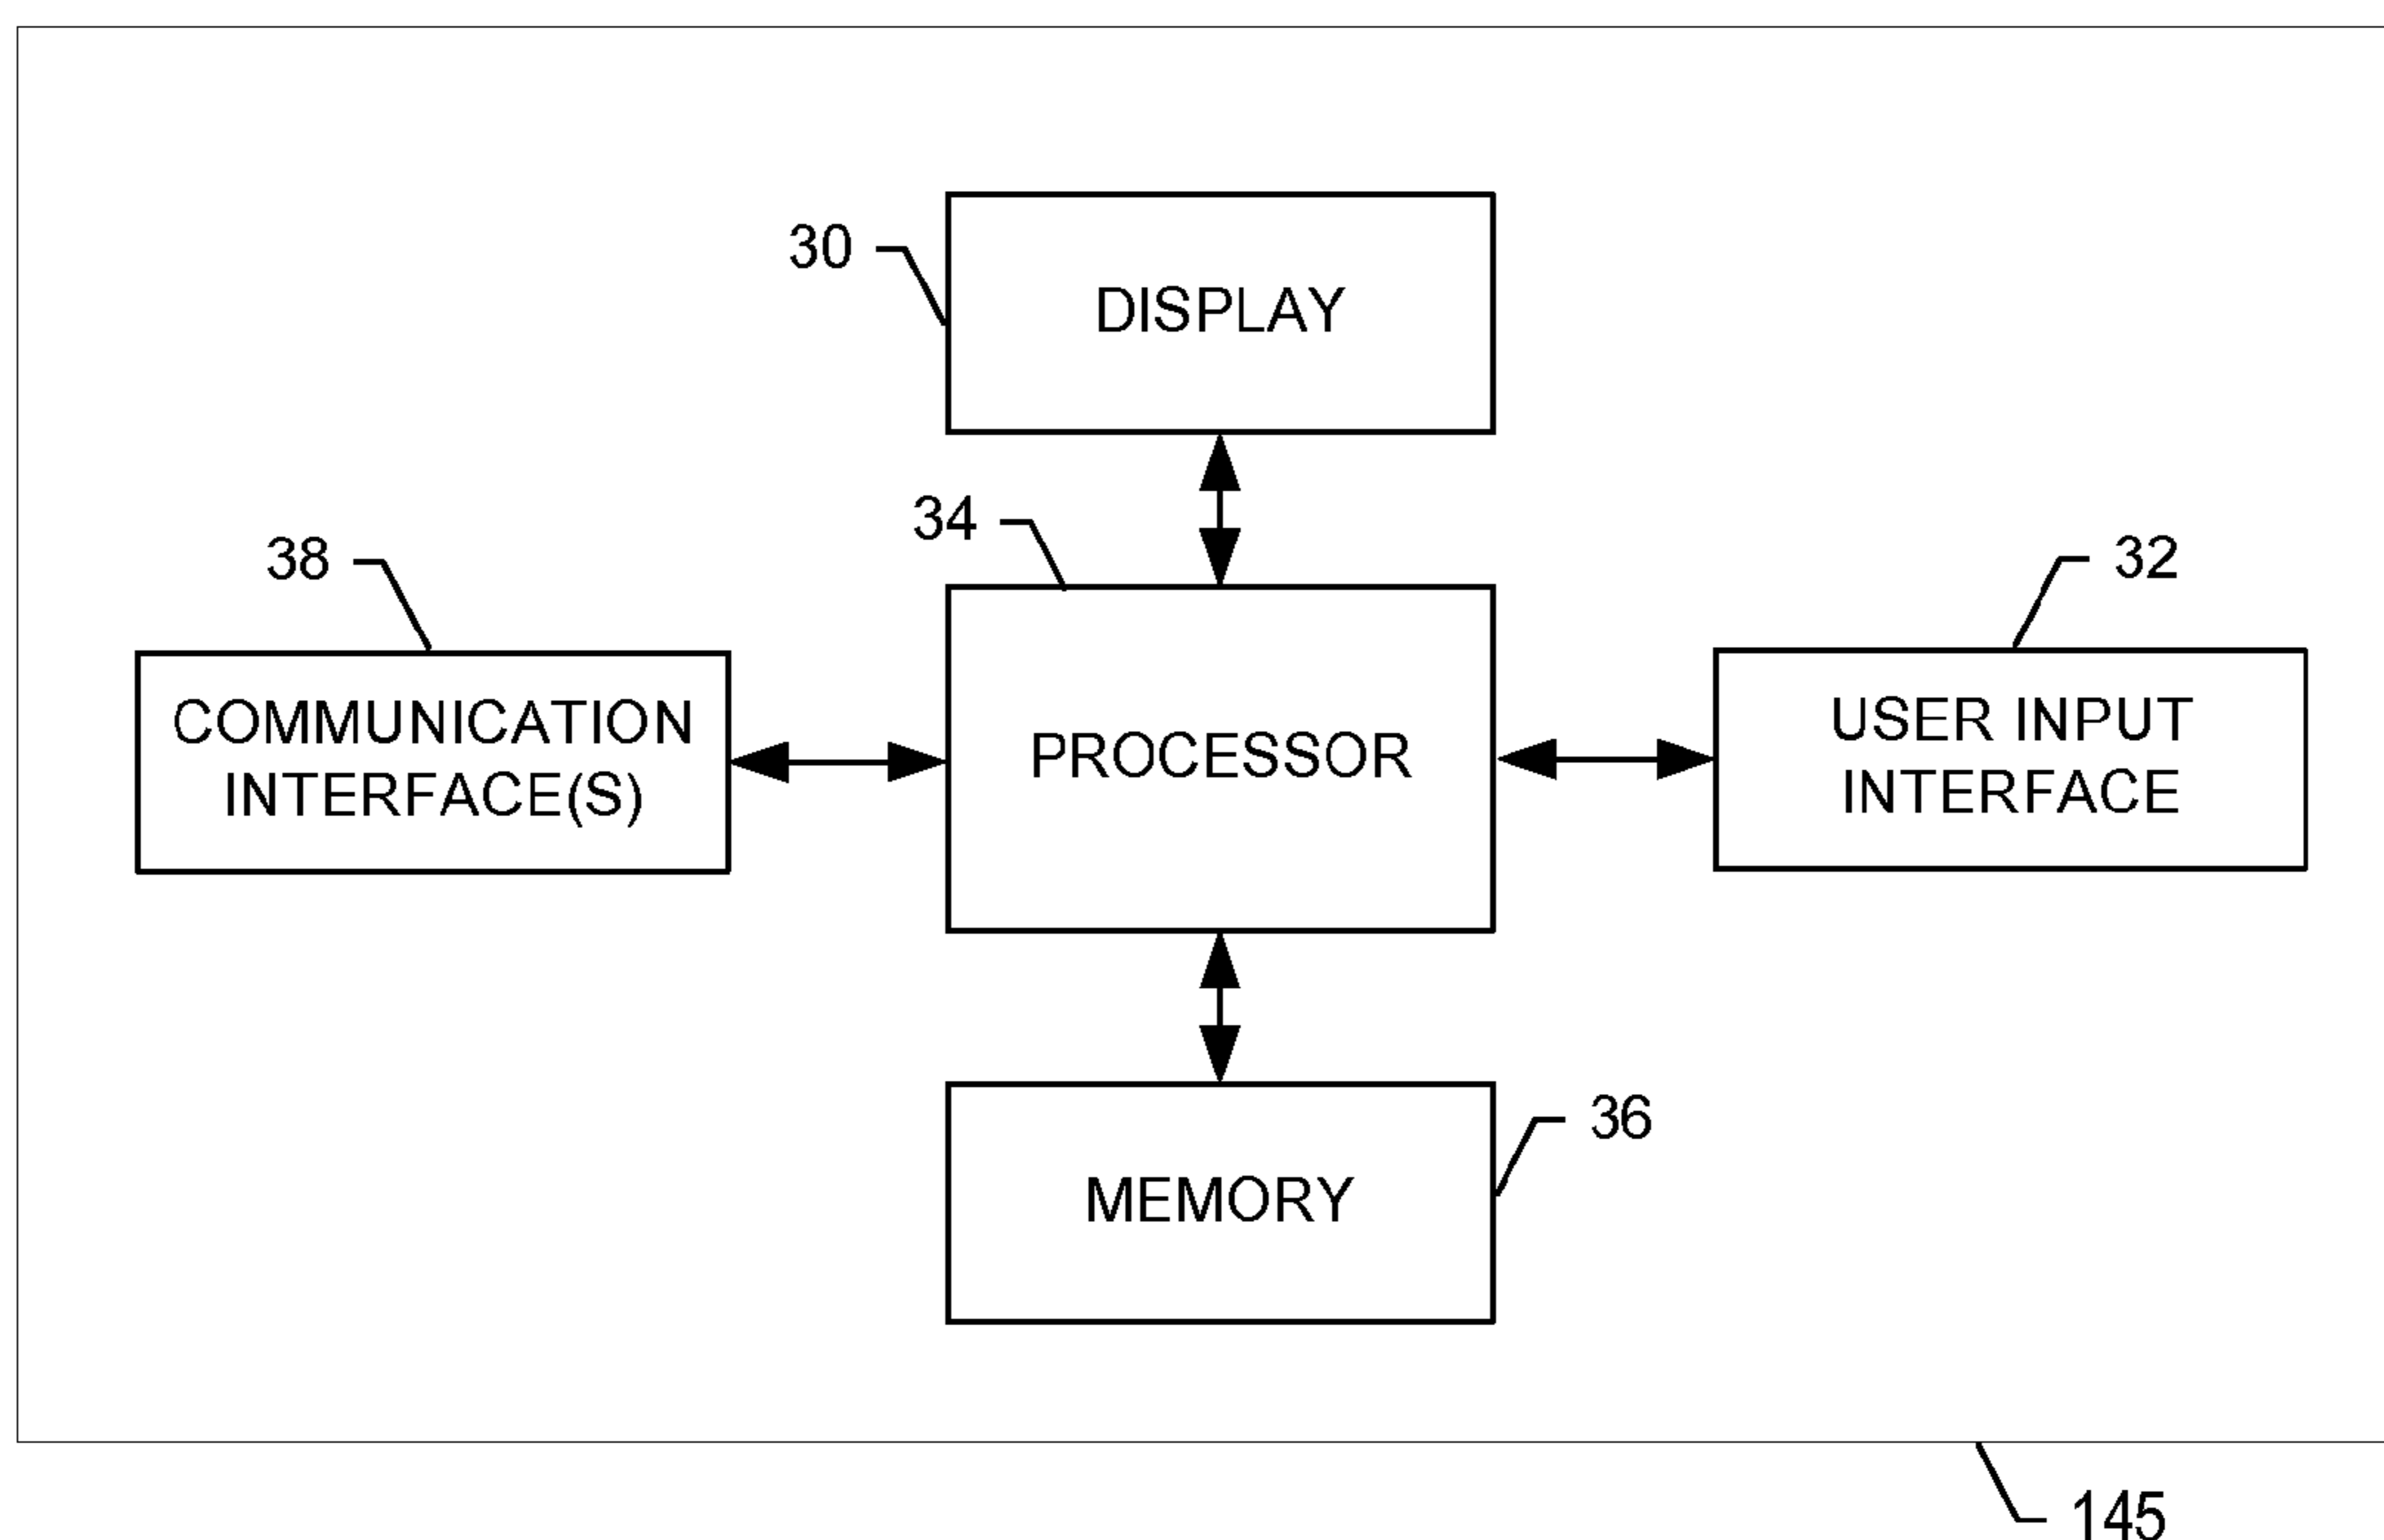 30
DISPLAY
34
38
32
COMMUNICATION
INTERFACE(S)
PROCESSOR
USER INPUT
INTERFACE
36
MEMORY
145